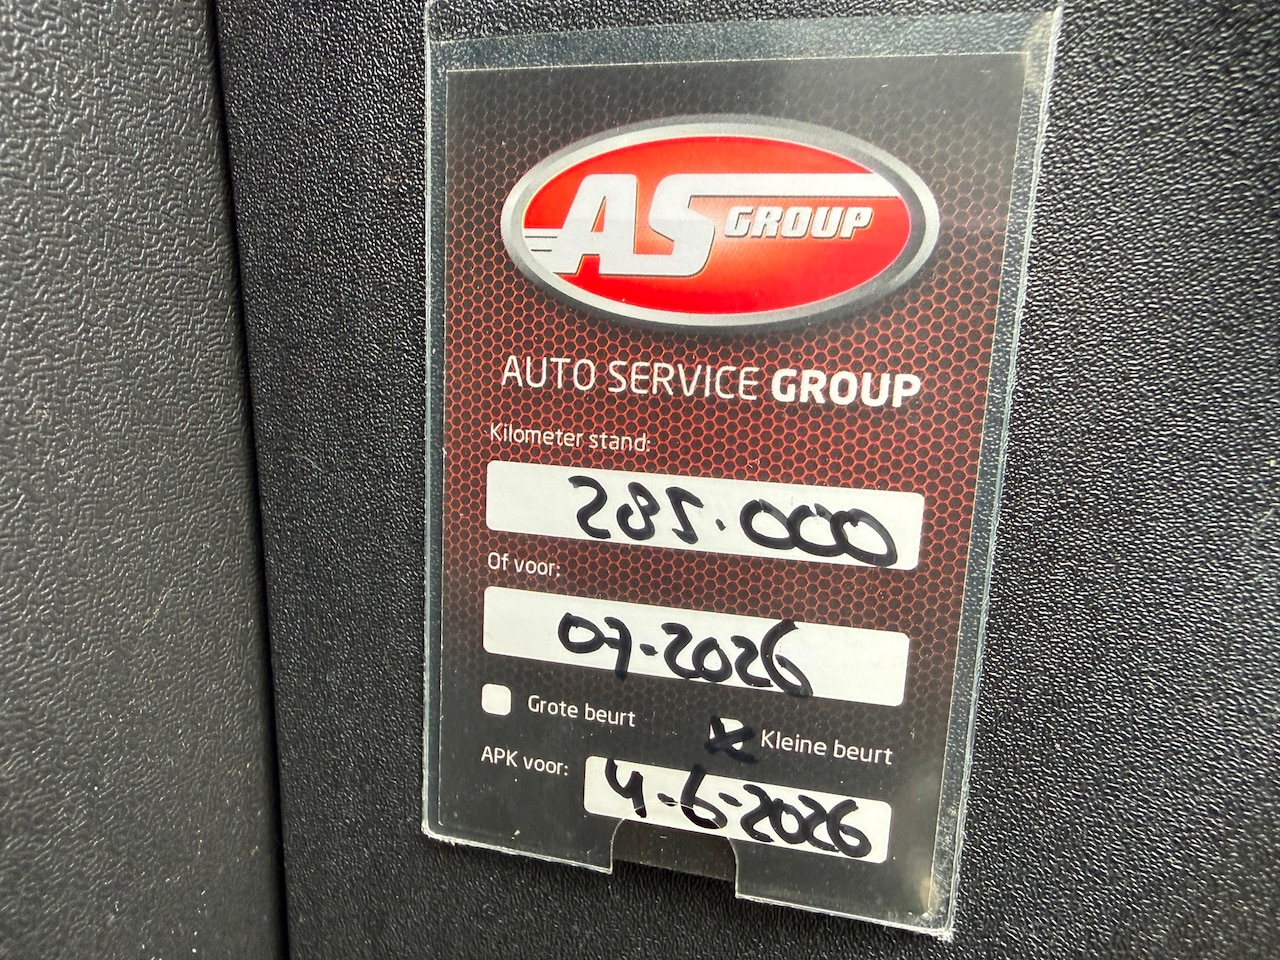 AS GROUP
AUTO SERVICE GROUP
Kilometer stand:
285.000
Of voor:
07-2026
Grote beurt
Kleine beurt
APK voor:
4-6-2026